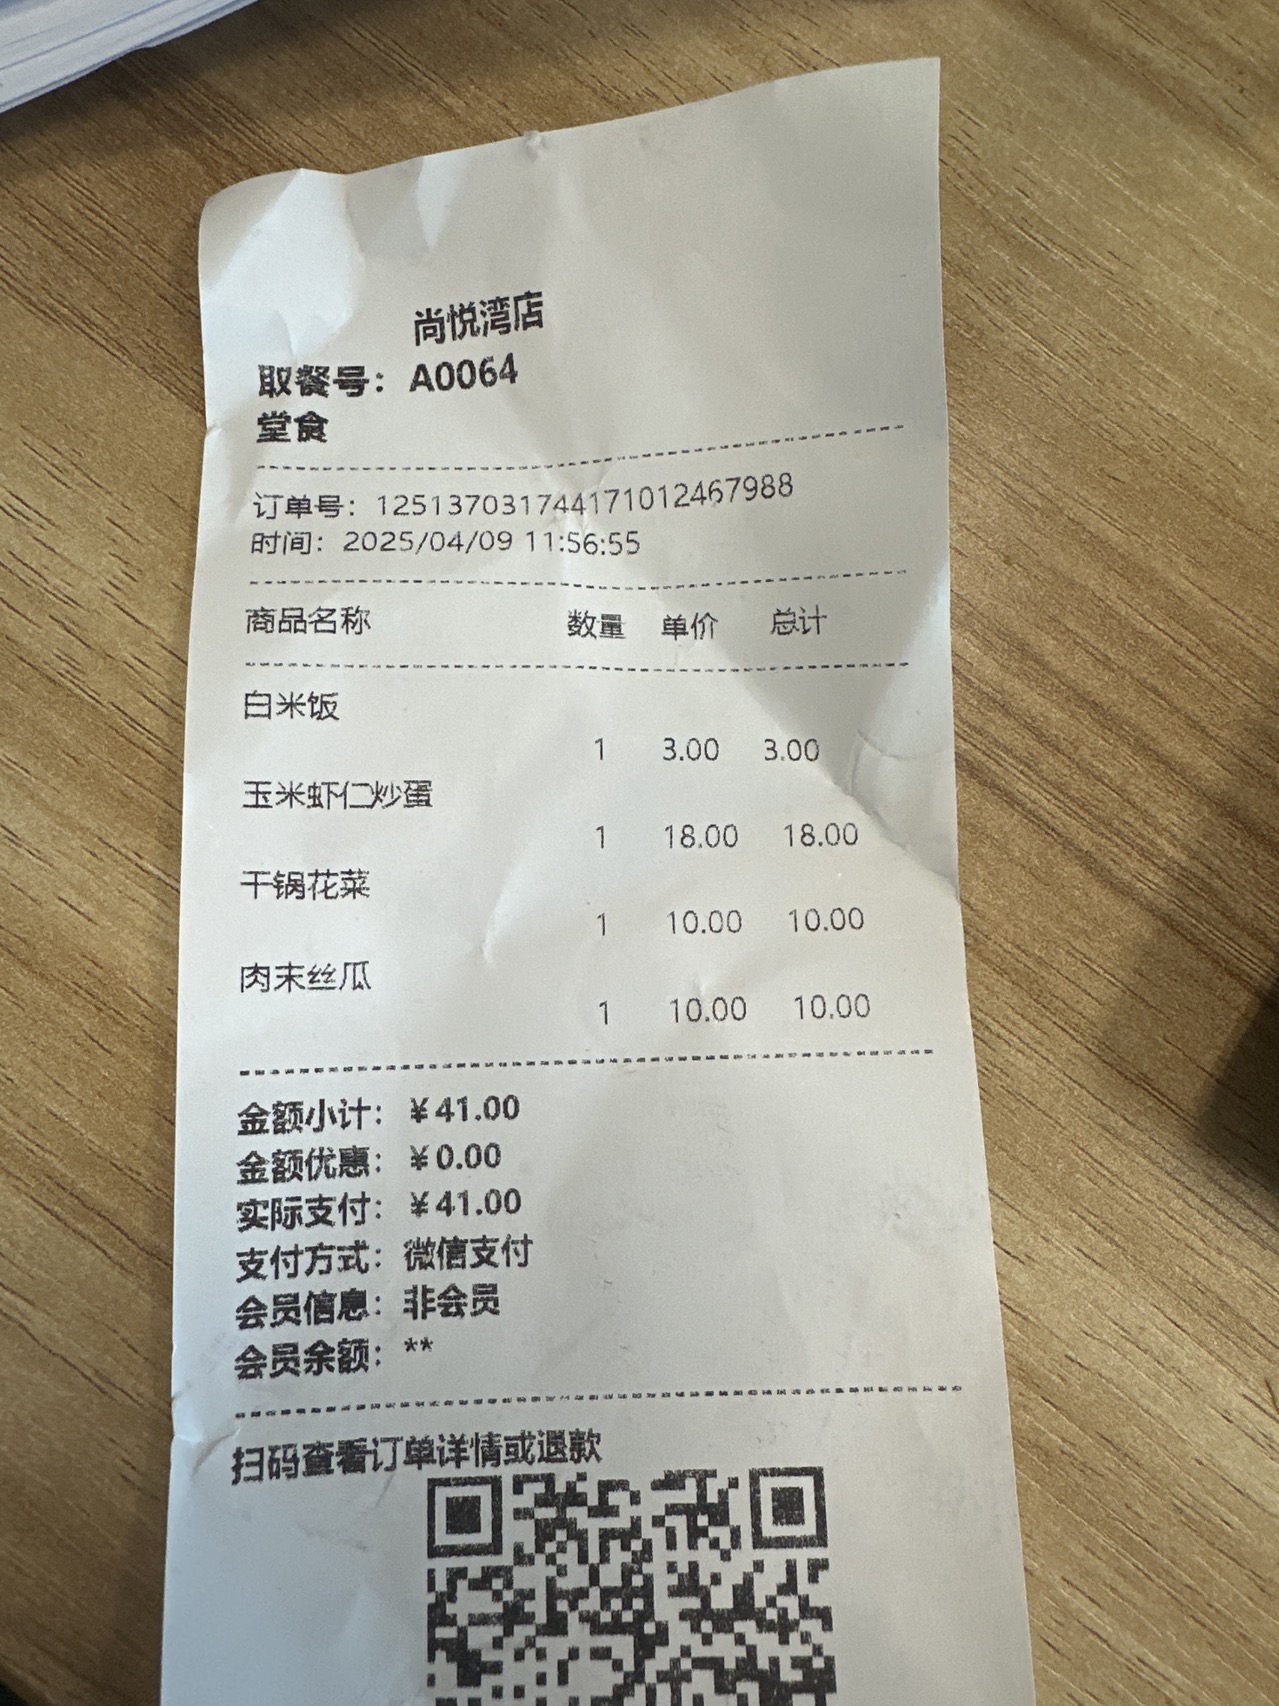 尚悦湾店
取餐号：A0064
堂食
订单号：12513703174417101246​7988
时间：2025/04/09 11:56:55
商品名称 数量 单价 总计
白米饭
1 3.00 3.00
玉米虾仁炒蛋
1 18.00 18.00
干锅花菜
1 10.00 10.00
肉末丝瓜
1 10.00 10.00
金额小计：￥41.00
金额优惠：￥0.00
实际支付：￥41.00
支付方式：微信支付
会员信息：非会员
会员余额：**
扫码查看订单详情或退款